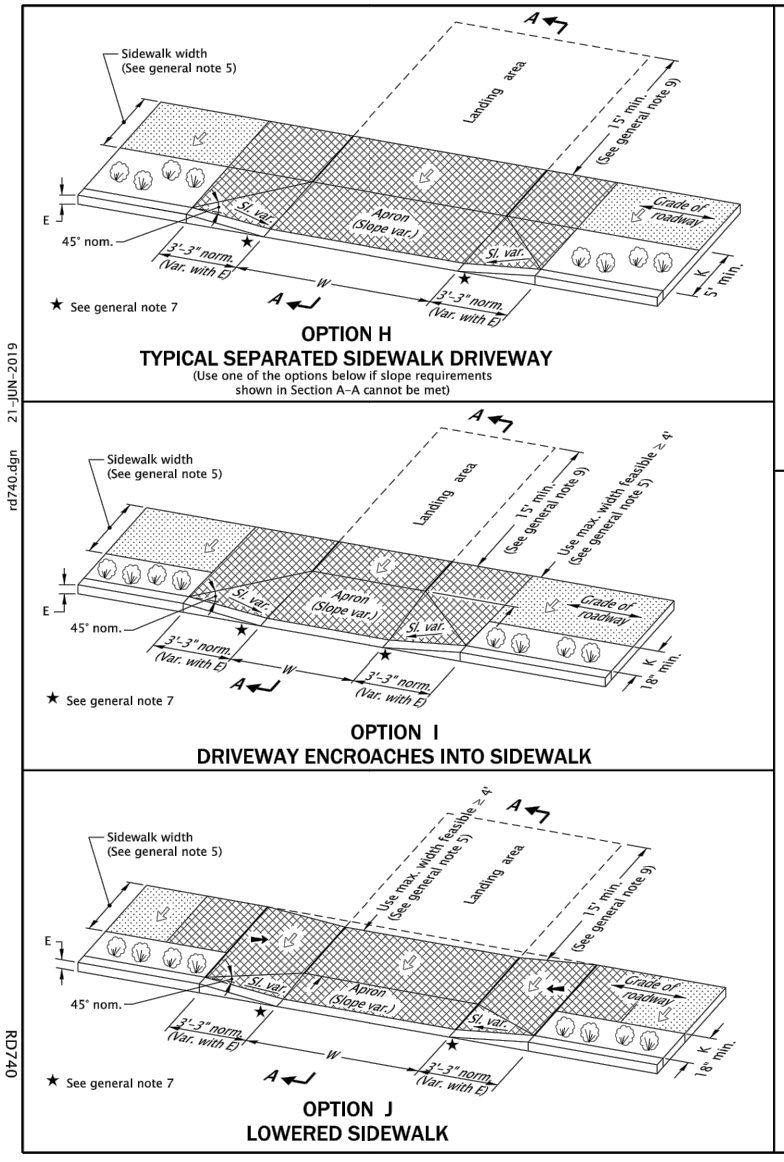 A
Sidewalk width
(See general note 5)
Landing area
15' min.
(See general note 9)
Grade of
roadway
E
45° nom.
Sl. var.
Apron
(Slope var.)
Sl. var.
K
5' min.
3'-3" norm.
(Var. with E)
W
3'-3" norm.
(Var. with E)
A
★ See general note 7
OPTION H
TYPICAL SEPARATED SIDEWALK DRIVEWAY
(Use one of the options below if slope requirements
shown in Section A-A cannot be met)
A
Sidewalk width
(See general note 5)
Landing area
15' min.
(See general note 9)
Use max. width feasible ≥ 4'
(See general note 5)
Grade of
roadway
E
45° nom.
Sl. var.
Apron
(Slope var.)
Sl. var.
K
18" min.
3'-3" norm.
(Var. with E)
W
3'-3" norm.
(Var. with E)
A
★ See general note 7
OPTION I
DRIVEWAY ENCROACHES INTO SIDEWALK
A
Sidewalk width
(See general note 5)
Use max. width feasible ≥ 4'
(See general note 5)
Landing area
15' min.
(See general note 9)
Grade of
roadway
E
45° nom.
Sl. var.
Apron
(Slope var.)
Sl. var.
K
18" min.
3'-3" norm.
(Var. with E)
W
3'-3" norm.
(Var. with E)
A
★ See general note 7
OPTION J
LOWERED SIDEWALK
rd740.dgn 21-JUN-2019
RD740